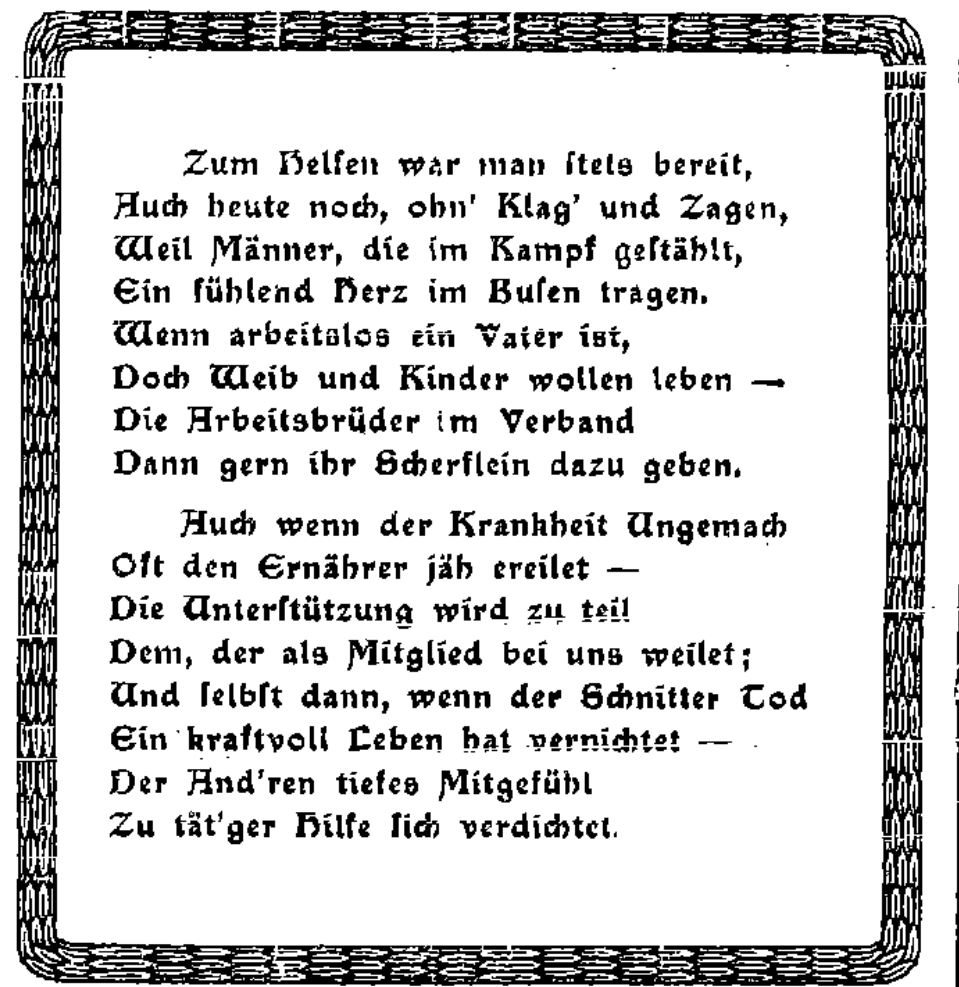 Zum Helfen war man ſtets bereit,
Auch heute noch, ohn' Klag' und Zagen,
Weil Männer, die im Kampf geſtählt,
Ein fühlend Herz im Buſen tragen.
Wenn arbeitslos ein Vater iſt,
Doch Weib und Kinder wollen leben —
Die Arbeitsbrüder im Verband
Dann gern ihr Scherflein dazu geben.
Auch wenn der Krankheit Ungemach
Oft den Ernährer jäh ereilet —
Die Unterſtützung wird zu teil
Dem, der als Mitglied bei uns weilet;
Und ſelbſt dann, wenn der Schnitter Tod
Ein kraftvoll Leben hat vernichtet —
Der And'ren tiefes Mitgefühl
Zu tät'ger Hilfe ſich verdichtet.